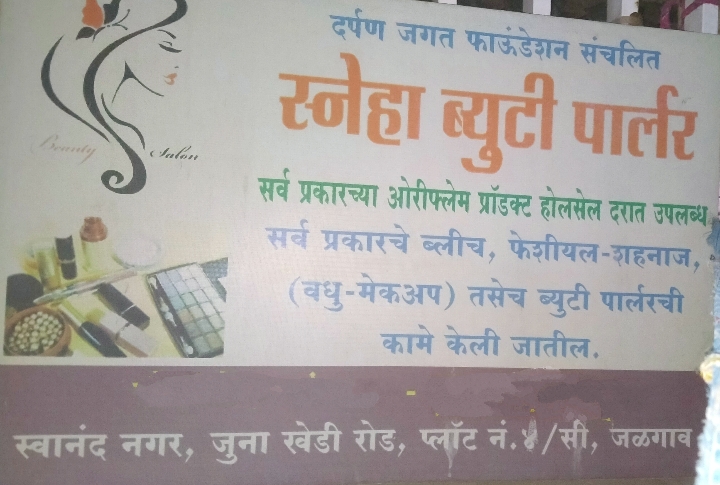 दर्पण जगत फाऊंडेशन संचलित
स्नेहा ब्युटी पार्लर
Beauty Salon
सर्व प्रकारच्या ओरीफ्लेम प्रॉडक्ट होलसेल दरात उपलब्ध
सर्व प्रकारचे ब्लीच, फेशीयल-शहनाज,
(वधु-मेकअप) तसेच ब्युटी पार्लरची
कामे केली जातील.
स्वानंद नगर, जुना खेडी रोड, प्लॉट नं.४/सी, जळगाव